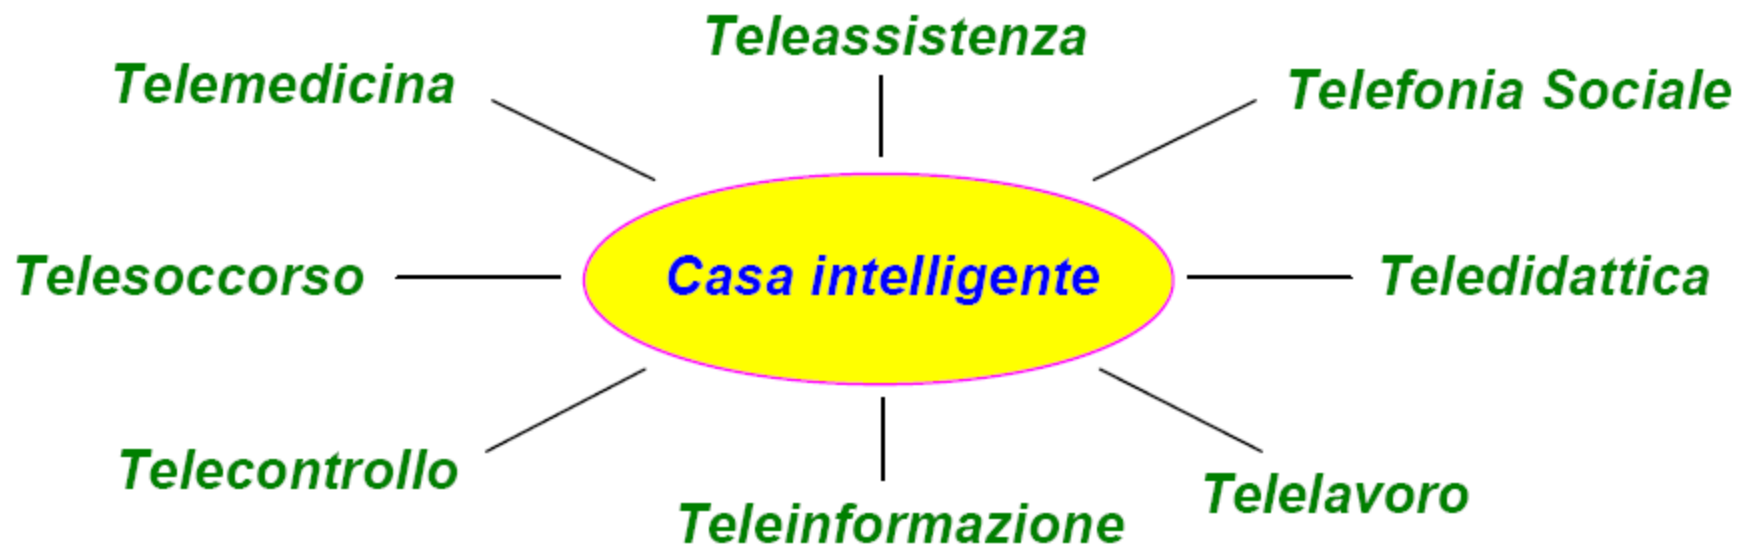 Teleassistenza
Telemedicina
Telefonia Sociale
Telesoccorso
Casa intelligente
Teledidattica
Telecontrollo
Telelavoro
Teleinformazione